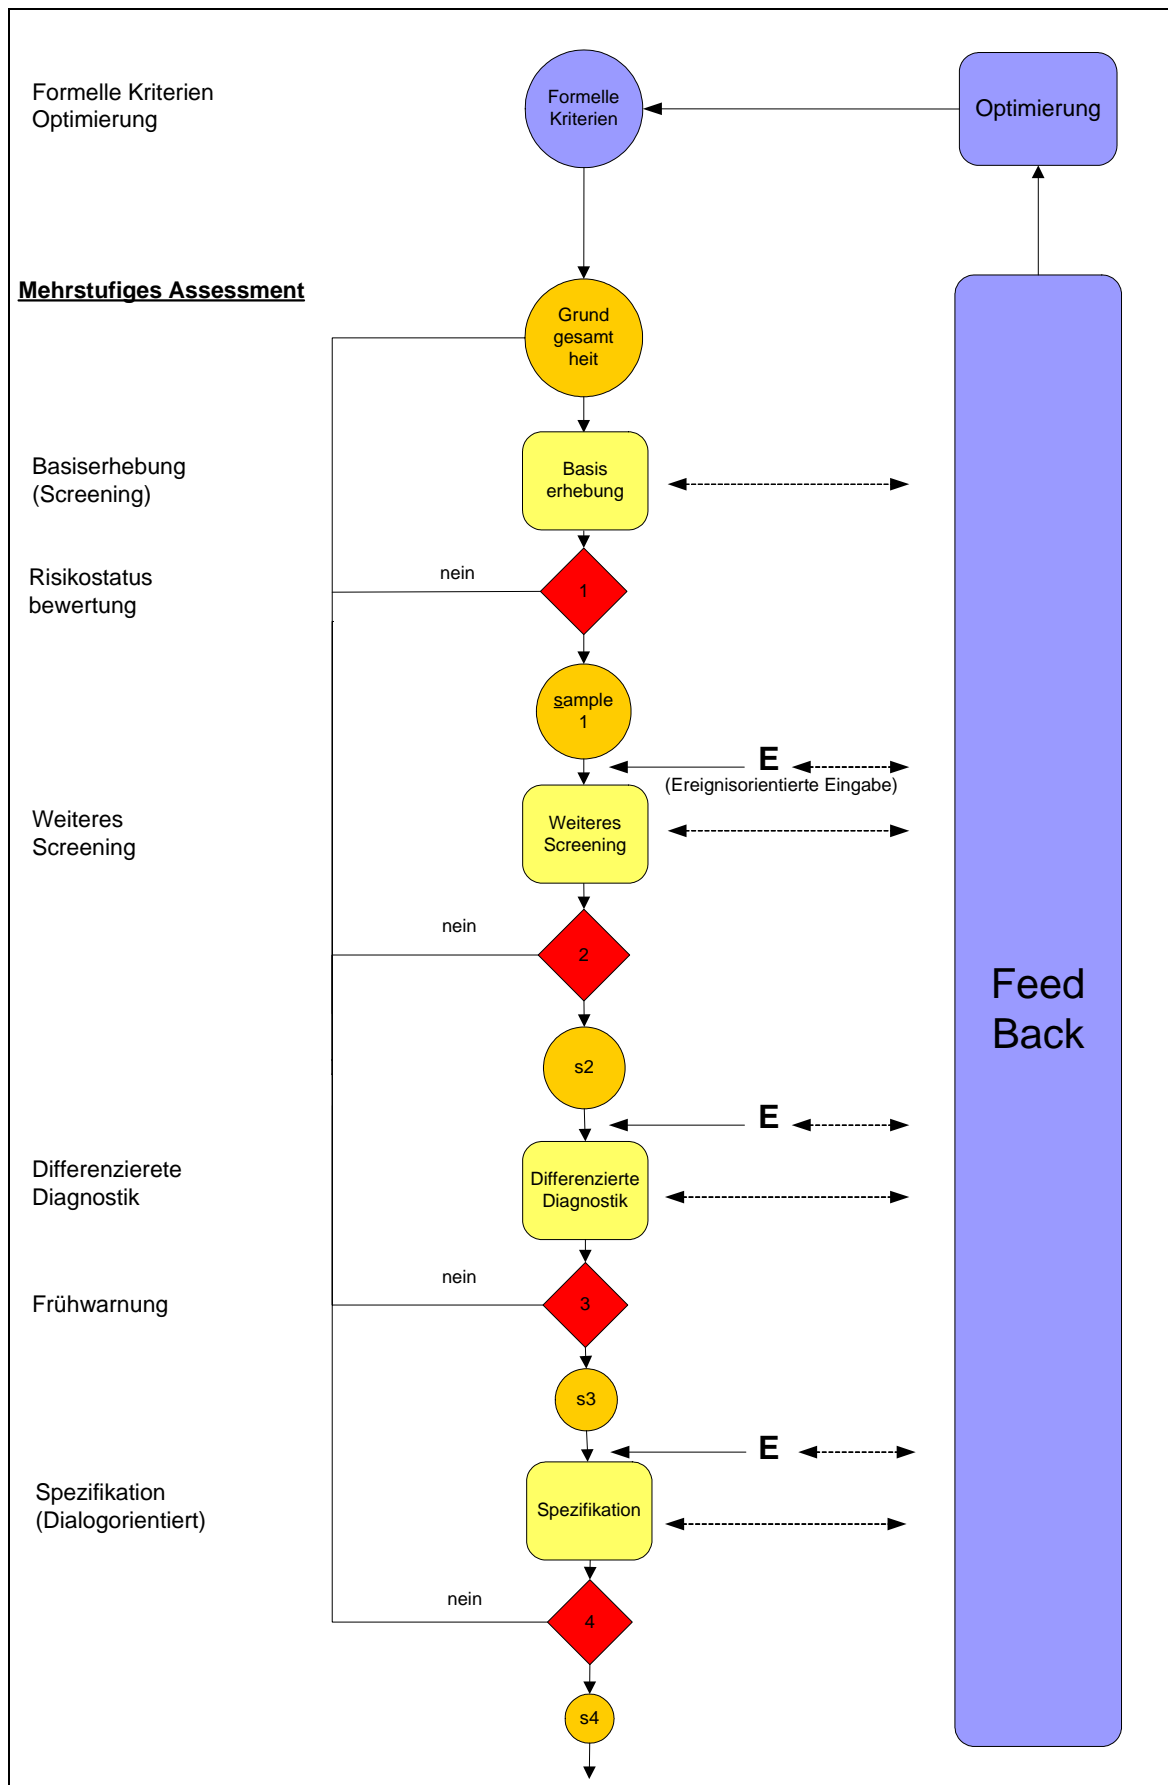 Formelle Kriterien
Optimierung
Formelle
Kriterien
Optimierung
Mehrstufiges Assessment
Grund
gesamt
heit
Basiserhebung
(Screening)
Basis
erhebung
Risikostatus
bewertung
nein
1
sample
1
E
(Ereignisorientierte Eingabe)
Weiteres
Screening
Weiteres
Screening
nein
2
Feed
Back
s2
E
Differenzierete
Diagnostik
Differenzierte
Diagnostik
nein
Frühwarnung
3
s3
E
Spezifikation
(Dialogorientiert)
Spezifikation
nein
4
s4